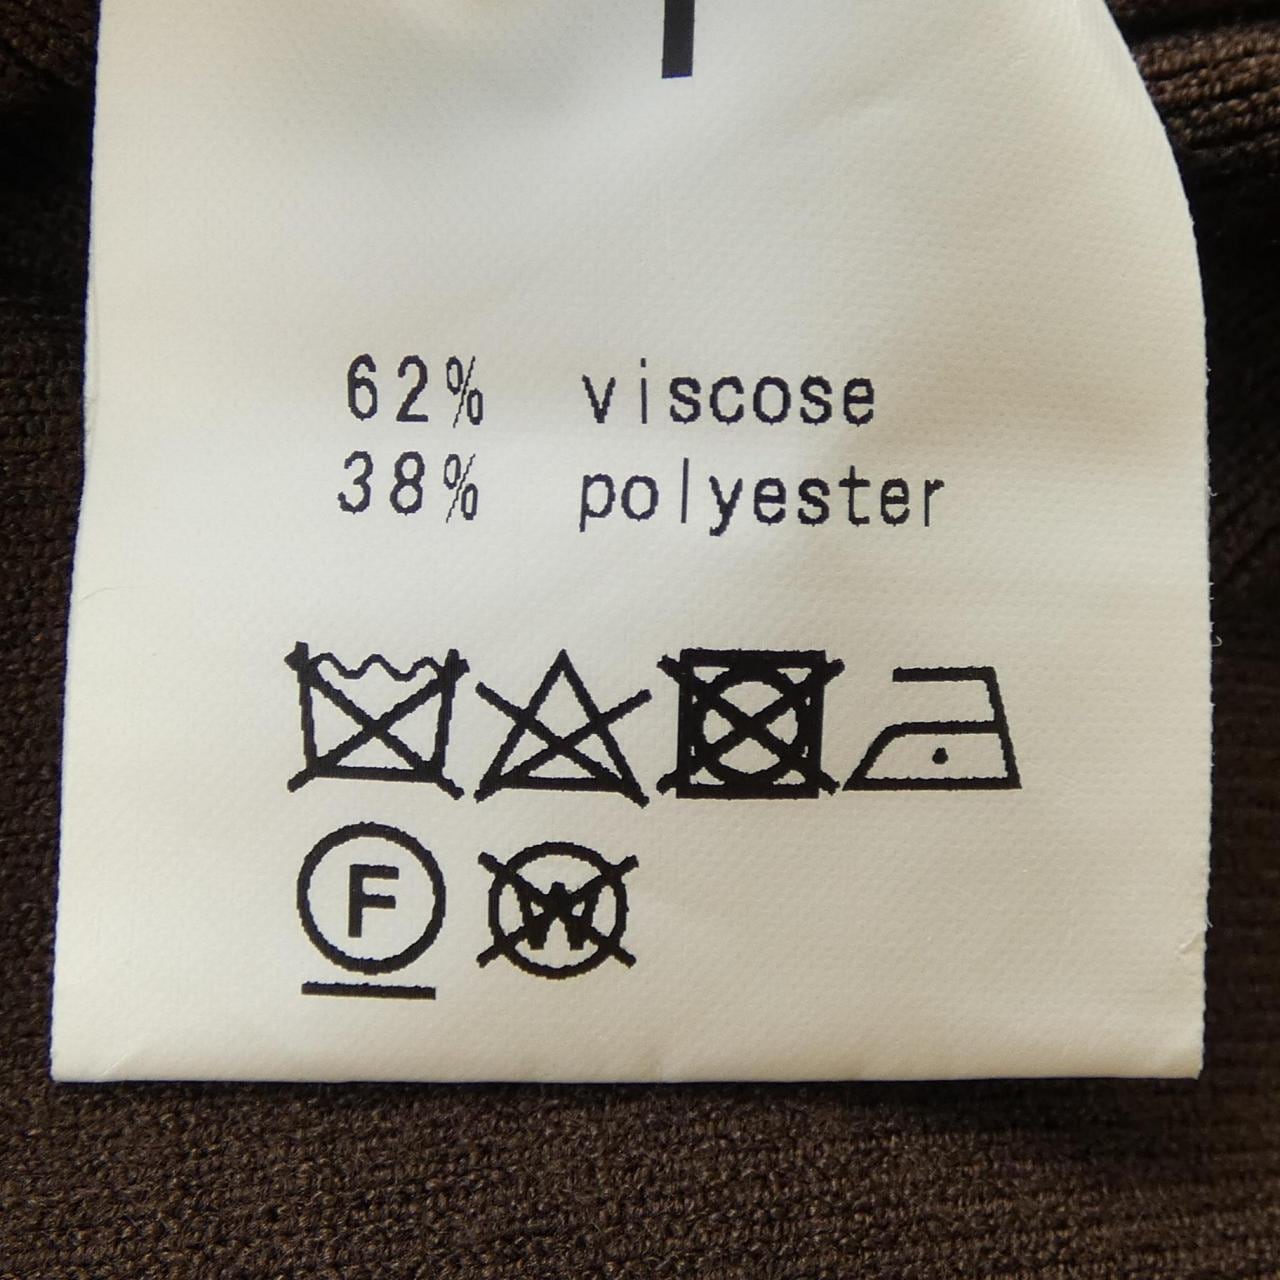 62% viscose
38% polyester
F
W